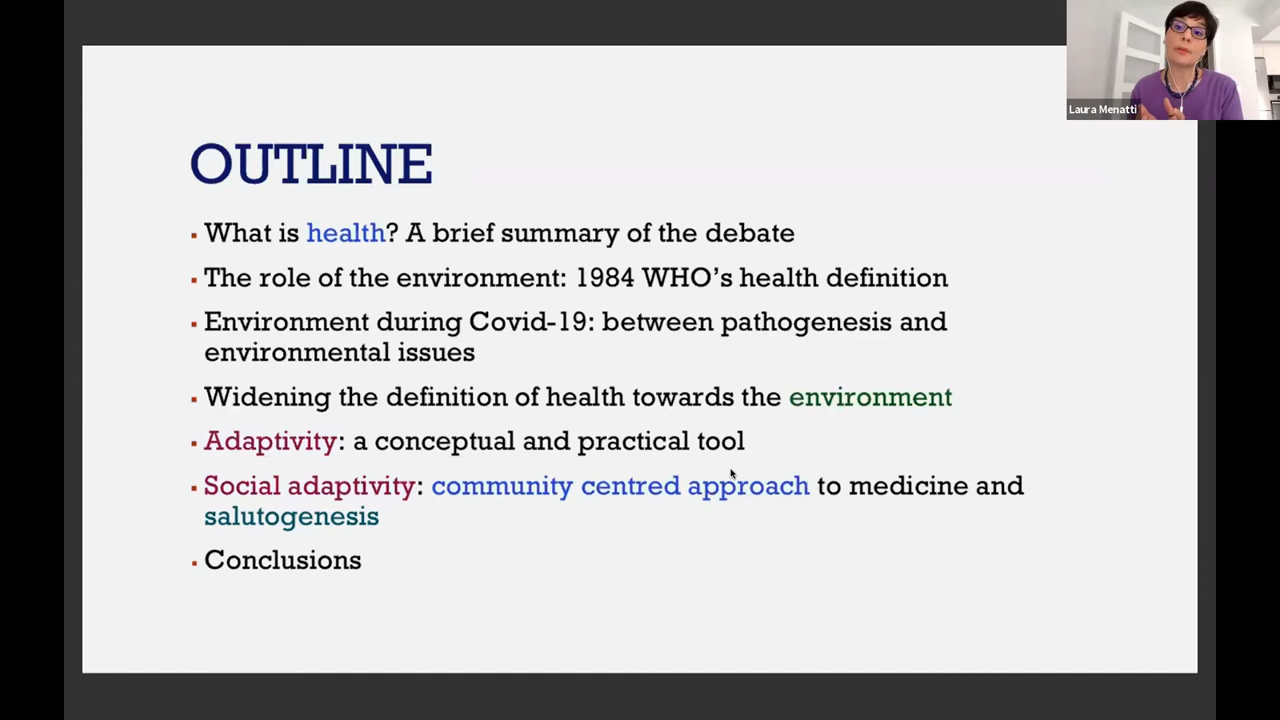 Laura Menatti
OUTLINE
▪ What is health? A brief summary of the debate
▪ The role of the environment: 1984 WHO’s health definition
▪ Environment during Covid-19: between pathogenesis and
environmental issues
▪ Widening the definition of health towards the environment
▪ Adaptivity: a conceptual and practical tool
▪ Social adaptivity: community centred approach to medicine and
salutogenesis
▪ Conclusions